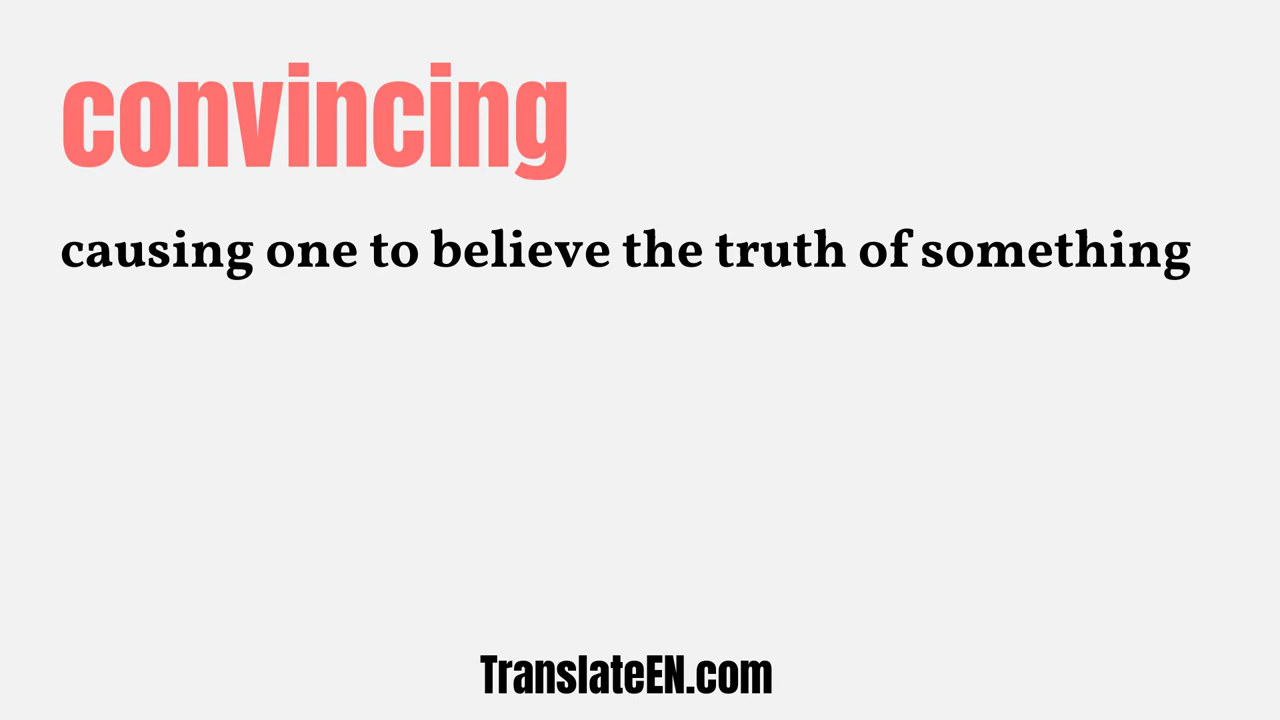 convincing
causing one to believe the truth of something
TranslateEN.com